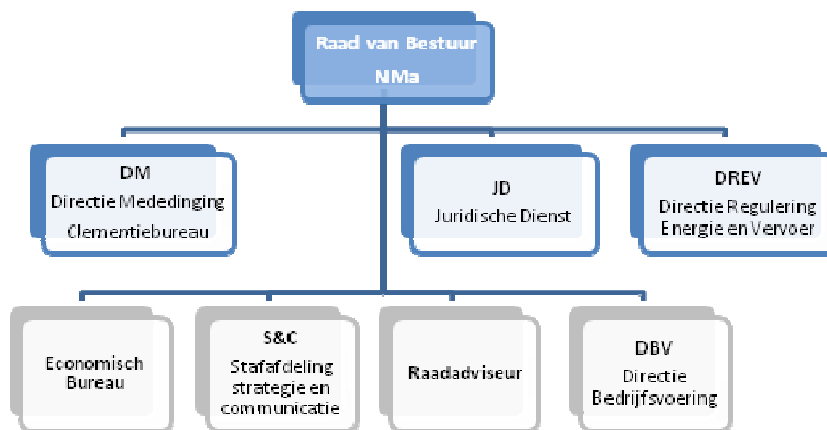 Raad van Bestuur
NMa
DM
Directie Mededinging
Clementiebureau
JD
Juridische Dienst
DREV
Directie Regulering
Energie en Vervoer
Economisch
Bureau
S&C
Stafafdeling
strategie en
communicatie
Raadadviseur
DBV
Directie
Bedrijfsvoering